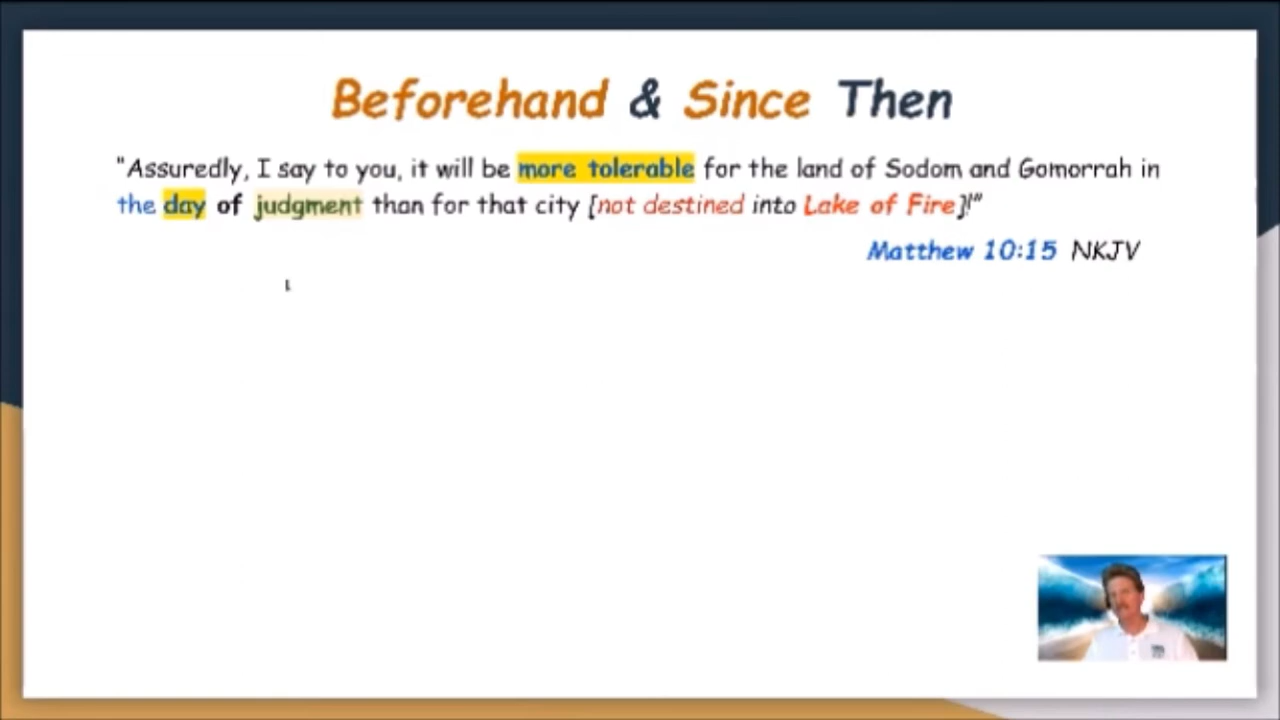 Beforehand & Since Then
"Assuredly, I say to you, it will be more tolerable for the land of Sodom and Gomorrah in
the day of judgment than for that city [not destined into Lake of Fire]!"
Matthew 10:15 NKJV